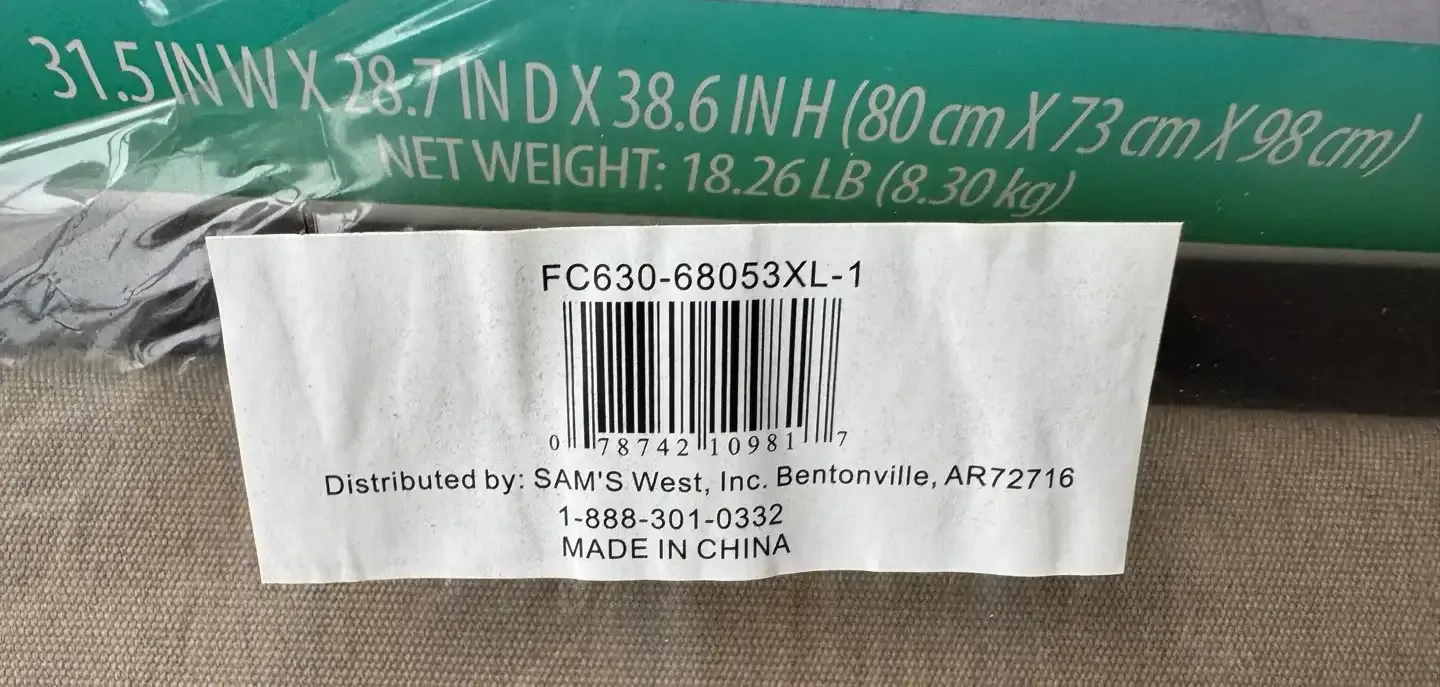 31.5 IN W X 28.7 IN D X 38.6 IN H (80 cm X 73 cm X 98 cm)
NET WEIGHT: 18.26 LB (8.30 kg)
FC630-68053XL-1
0 78742 10981 7
Distributed by: SAM'S West, Inc. Bentonville, AR72716
1-888-301-0332
MADE IN CHINA